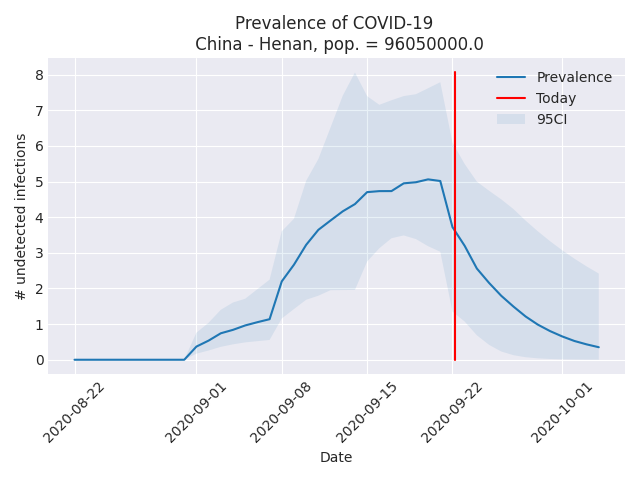 Prevalence of COVID-19
China - Henan, pop. = 96050000.0
8
7
6
5
4
3
2
1
0
# undetected infections
Prevalence
Today
95CI
2020-08-22
2020-09-01
2020-09-08
2020-09-15
2020-09-22
2020-10-01
Date